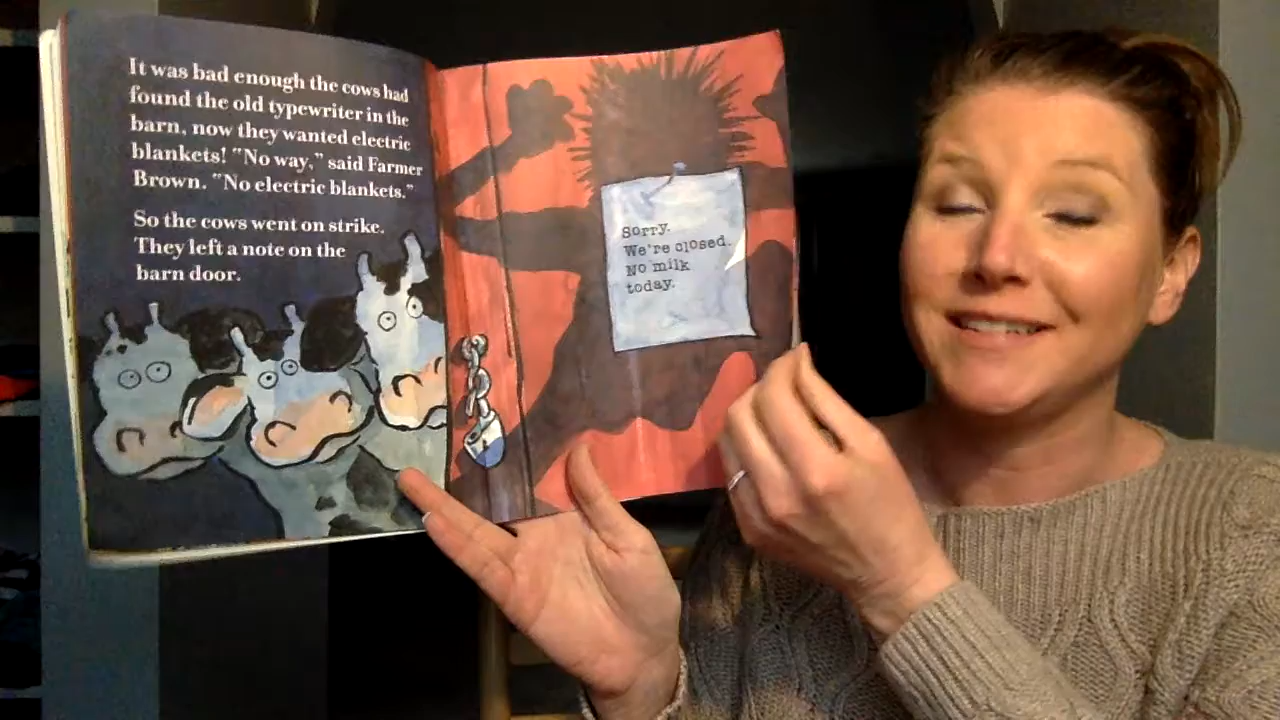 It was bad enough the cows had
found the old typewriter in the
barn, now they wanted electric
blankets! "No way," said Farmer
Brown. "No electric blankets."
So the cows went on strike.
They left a note on the
barn door.
Sorry.
We're closed.
No milk
today.